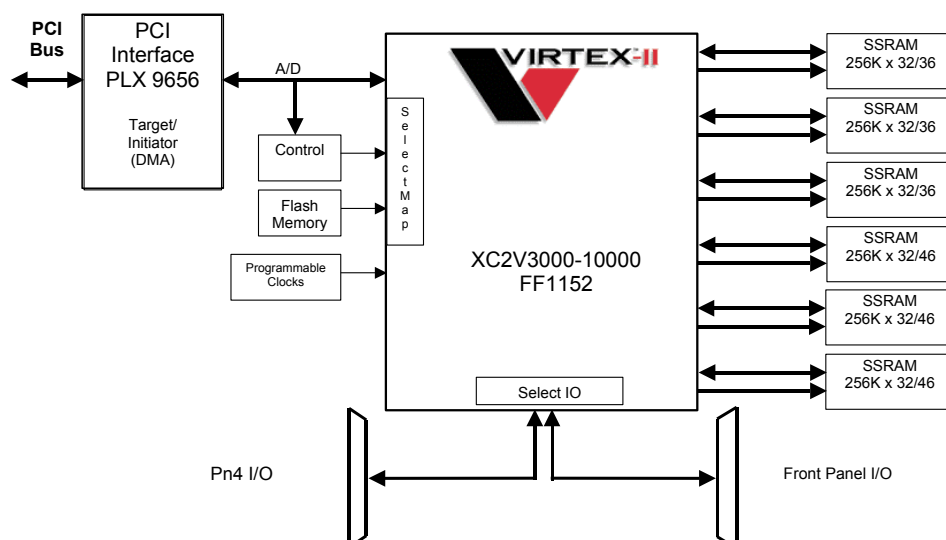 PCI
Bus
PCI
Interface
PLX 9656
Target/
Initiator
(DMA)
A/D
Control
Flash
Memory
Programmable
Clocks
SelectMap
VIRTEX-II
XC2V3000-10000
FF1152
Select IO
SSRAM
256K x 32/36
SSRAM
256K x 32/36
SSRAM
256K x 32/36
SSRAM
256K x 32/46
SSRAM
256K x 32/46
SSRAM
256K x 32/46
Pn4 I/O
Front Panel I/O